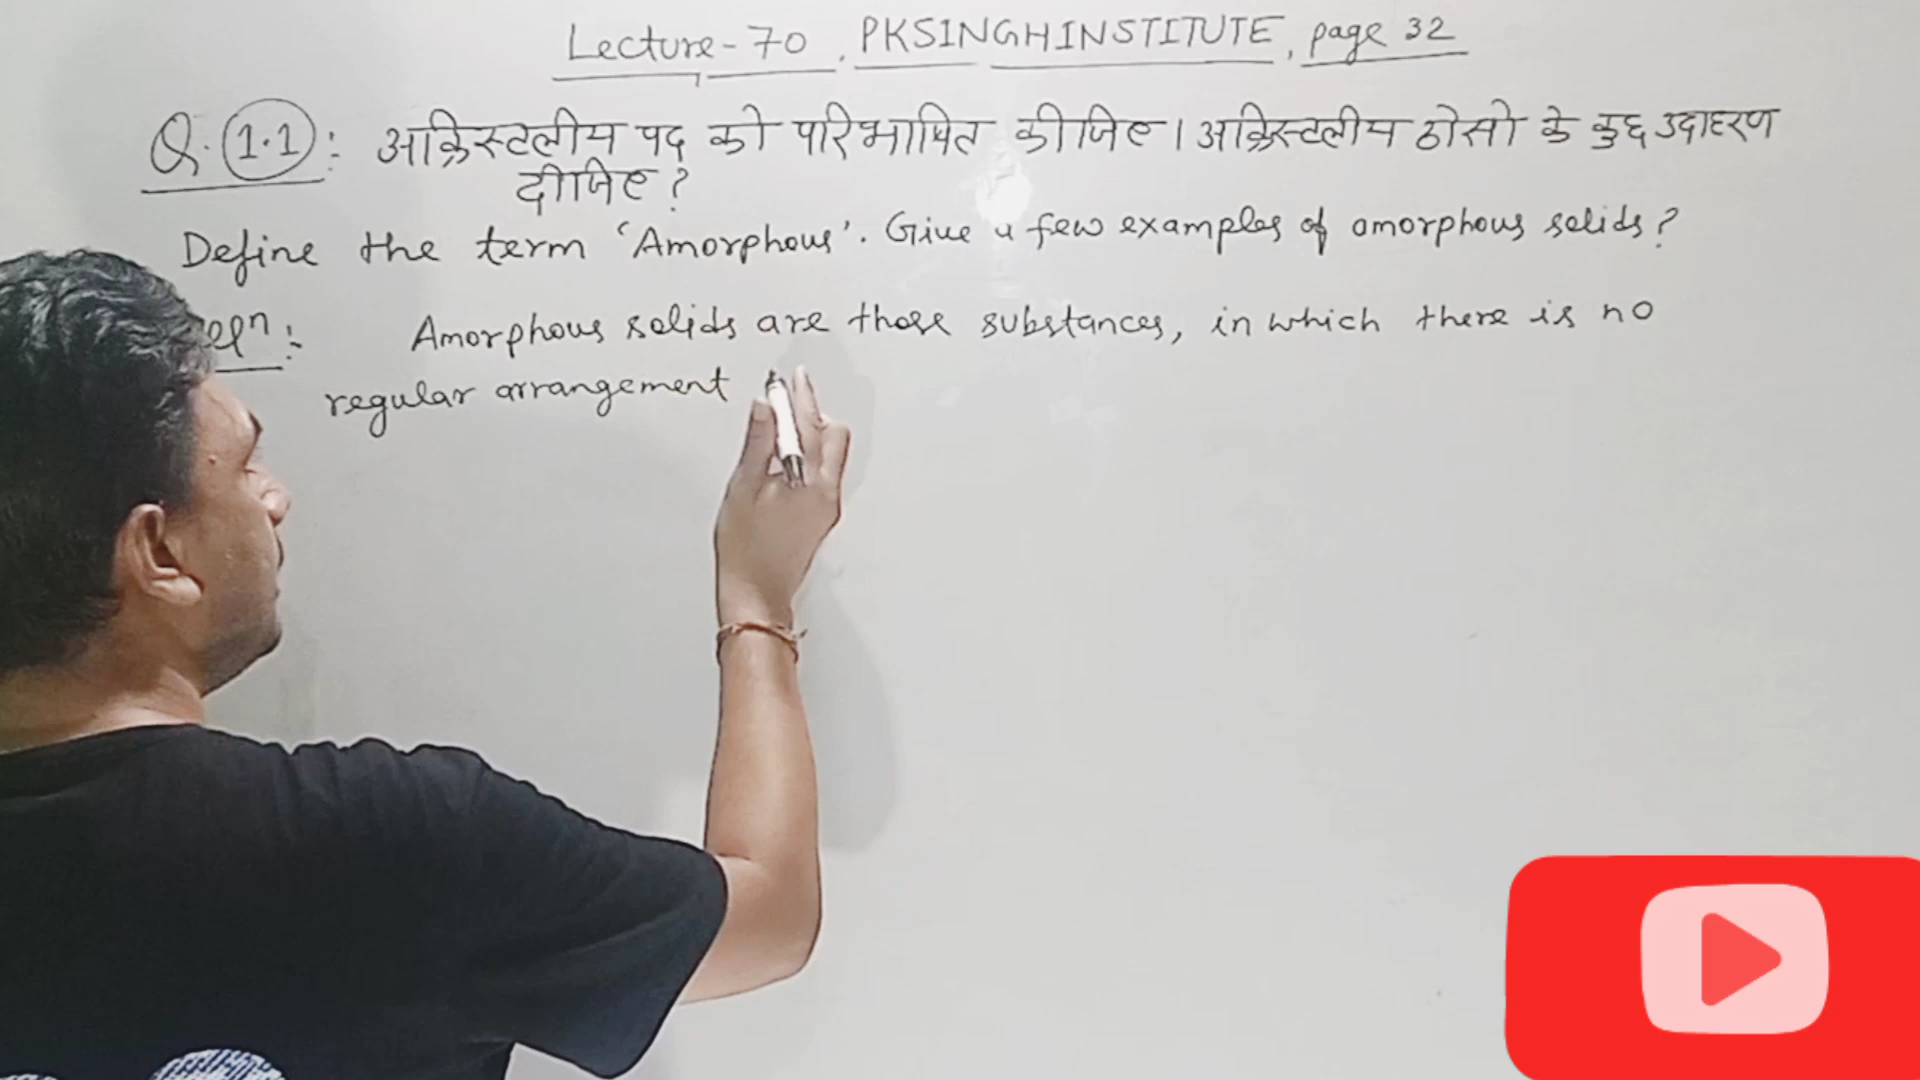 Lecture-70, PKSINGHINSTITUTE, page 32
Q.(1.1): अक्रिस्टलीय पद को परिभाषित कीजिए। अक्रिस्टलीय ठोसो के कुछ उदाहरण
दीजिए?
Define the term 'Amorphous'. Give a few examples of amorphous solids?
Amorphous solids are those substances, in which there is no
regular arrangement